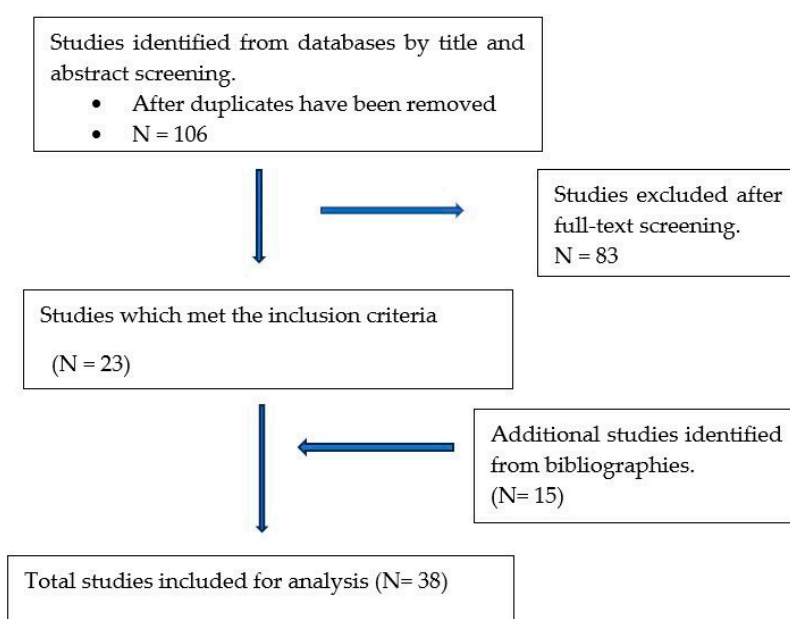 Studies identified from databases by title and
abstract screening.
• After duplicates have been removed
• N = 106
Studies excluded after
full-text screening.
N = 83
Studies which met the inclusion criteria
(N = 23)
Additional studies identified
from bibliographies.
(N= 15)
Total studies included for analysis (N= 38)